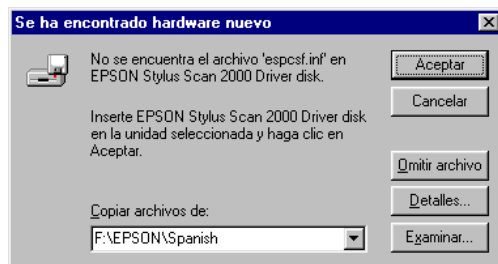 Se ha encontrado hardware nuevo
No se encuentra el archivo 'espcsf.inf' en
EPSON Stylus Scan 2000 Driver disk.
Inserte EPSON Stylus Scan 2000 Driver disk
en la unidad seleccionada y haga clic en
Aceptar.
Copiar archivos de:
F:\EPSON\Spanish
Aceptar
Cancelar
Omitir archivo
Detalles...
Examinar...